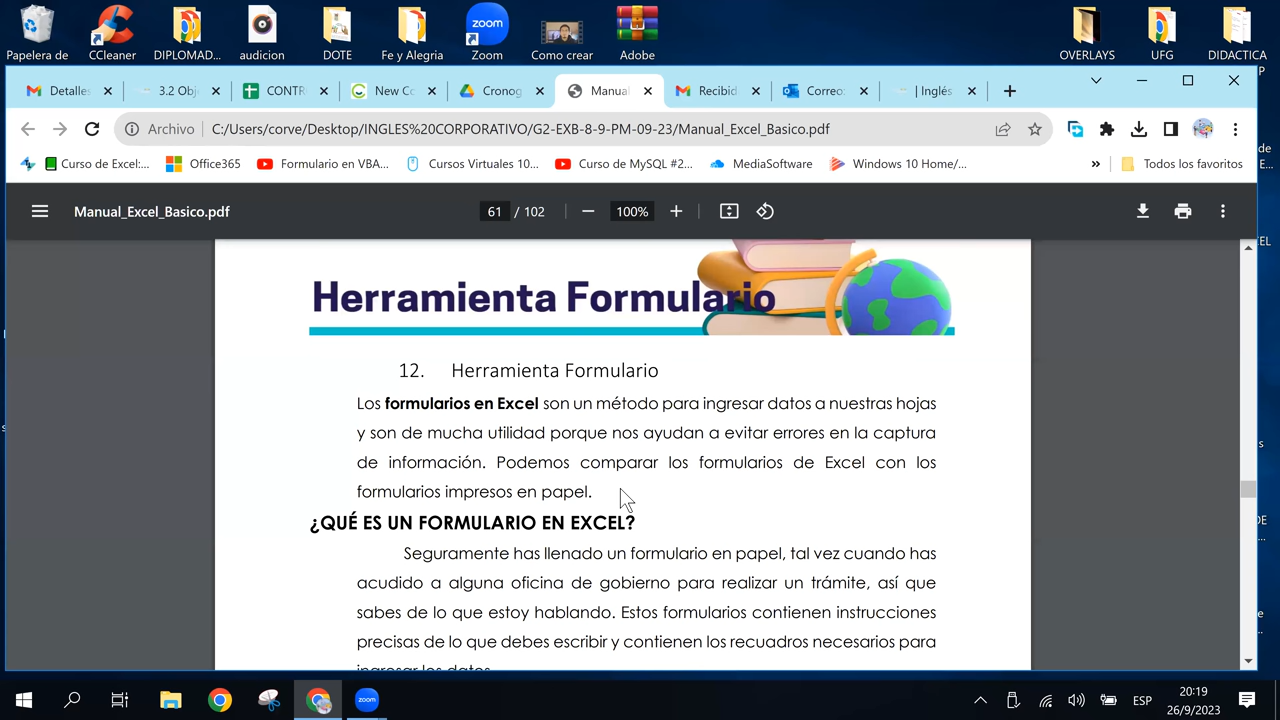 Papelera de
CCleaner
DIPLOMAD...
audicion
DOTE
Fe y Alegria
Zoom
Como crear
Adobe
OVERLAYS
UFG
DIDACTICA
zoom
Detalles
3.2 Obj
CONTR
New Co
Cronog
Manua
Recibid
Correo:
| Inglés
Archivo
C:/Users/corve/Desktop/INGLES%20CORPORATIVO/G2-EXB-8-9-PM-09-23/Manual_Excel_Basico.pdf
Curso de Excel:...
Office365
Formulario en VBA...
Cursos Virtuales 10...
Curso de MySQL #2...
MediaSoftware
Windows 10 Home/...
»
Todos los favoritos
Manual_Excel_Basico.pdf
61 / 102
100%
Herramienta Formulario
12. Herramienta Formulario
Los formularios en Excel son un método para ingresar datos a nuestras hojas
y son de mucha utilidad porque nos ayudan a evitar errores en la captura
de información. Podemos comparar los formularios de Excel con los
formularios impresos en papel.
¿QUÉ ES UN FORMULARIO EN EXCEL?
Seguramente has llenado un formulario en papel, tal vez cuando has
acudido a alguna oficina de gobierno para realizar un trámite, así que
sabes de lo que estoy hablando. Estos formularios contienen instrucciones
precisas de lo que debes escribir y contienen los recuadros necesarios para
ingresar los datos.
zoom
ESP
20:19
26/9/2023